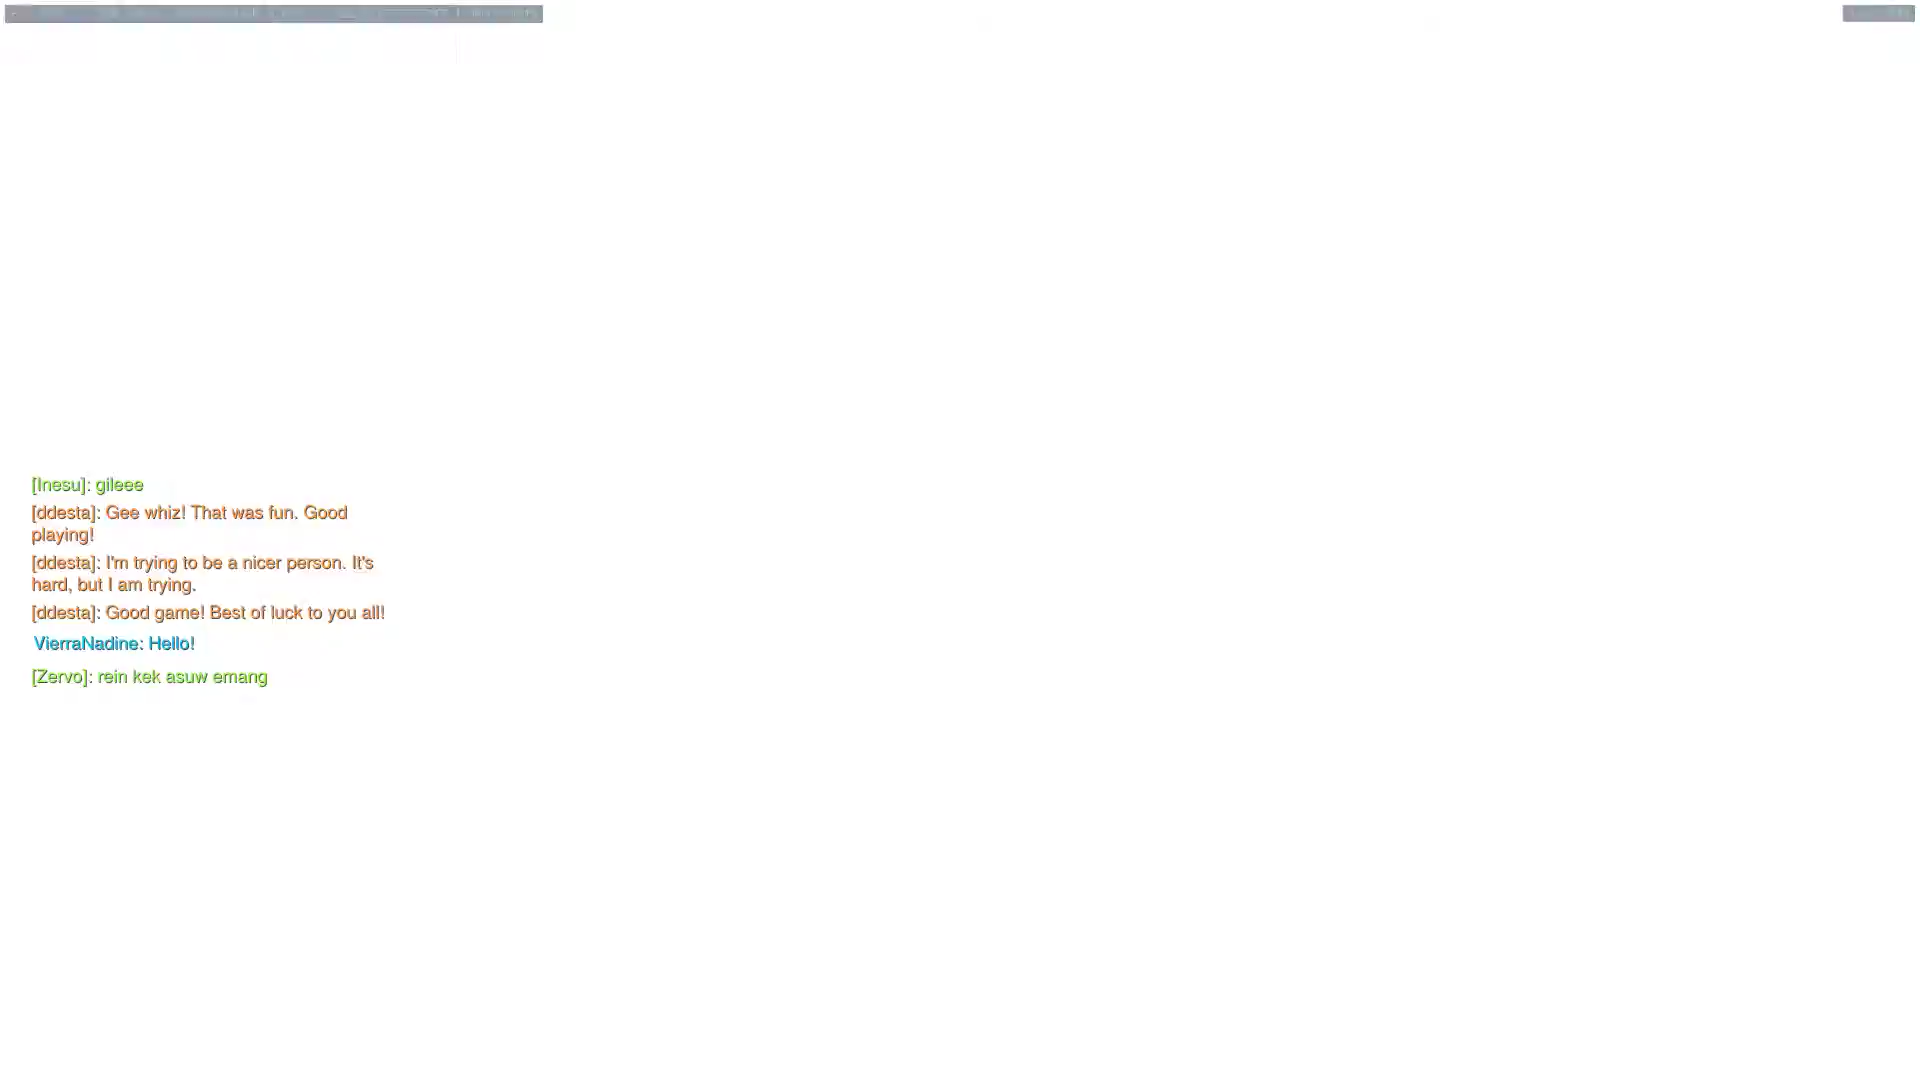 [Inesu]: gileee
[ddesta]: Gee whiz! That was fun. Good
playing!
[ddesta]: I'm trying to be a nicer person. It's
hard, but I am trying.
[ddesta]: Good game! Best of luck to you all!
VierraNadine: Hello!
[Zervo]: rein kek asuw emang